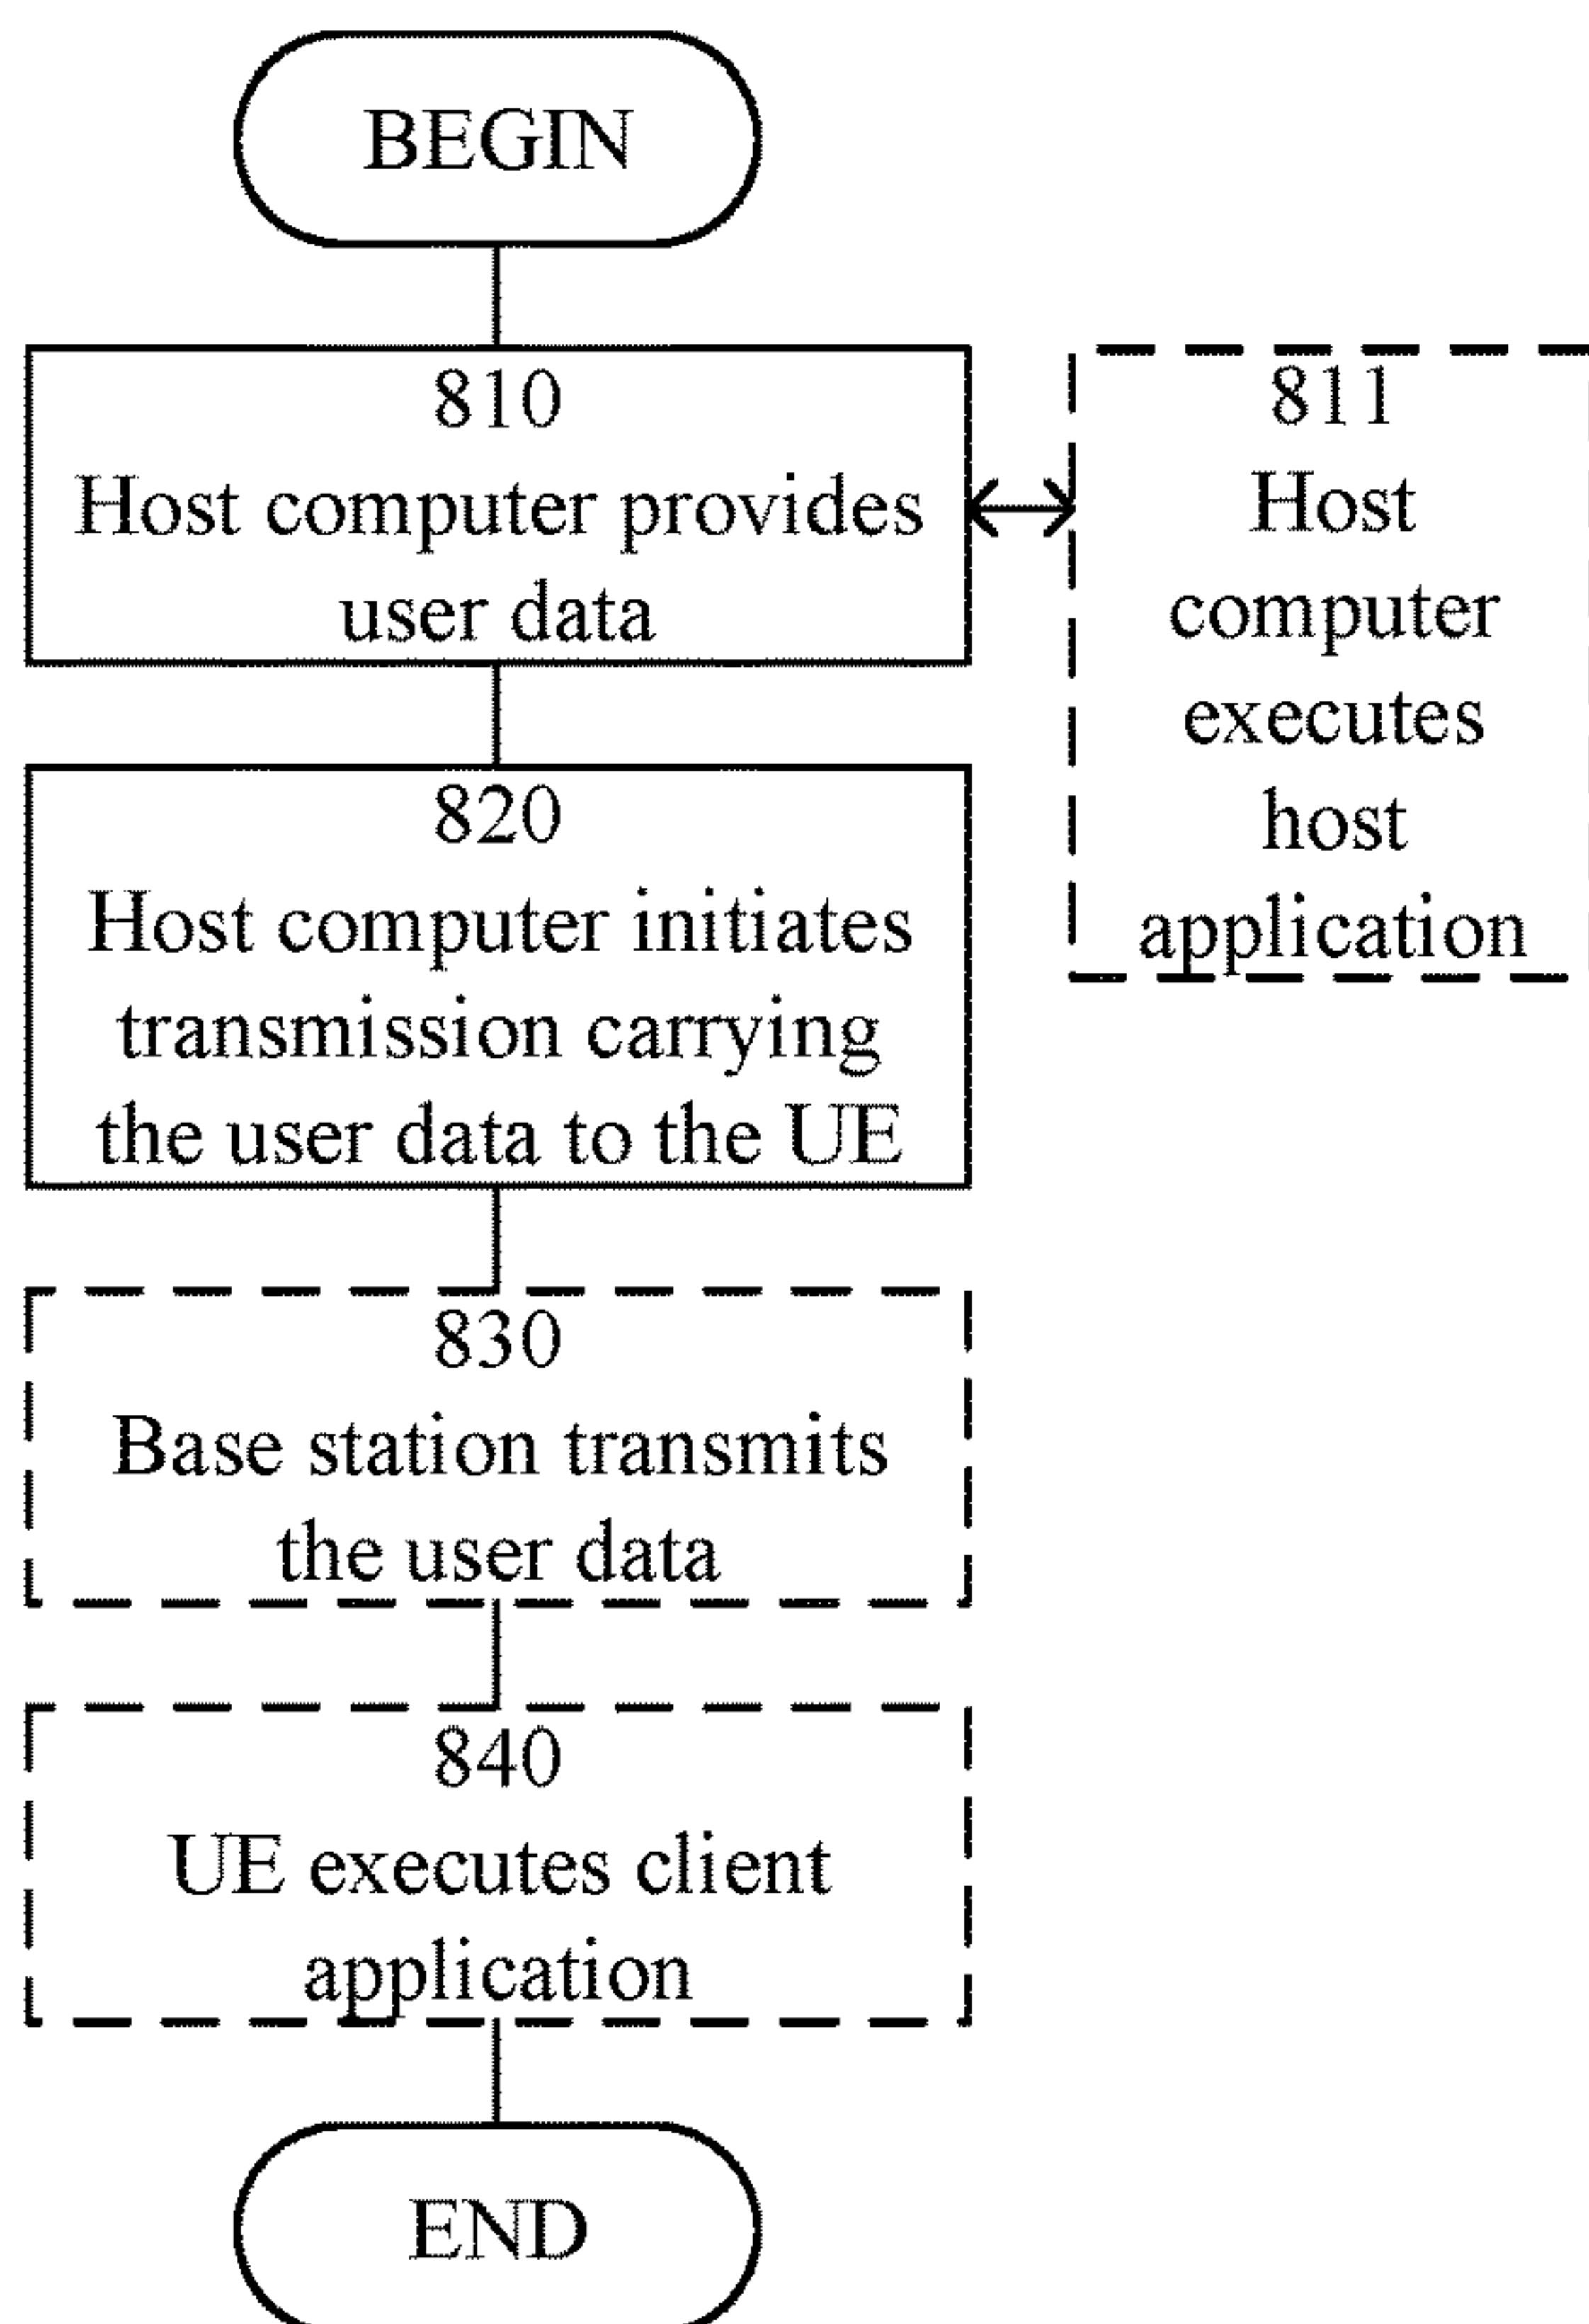 BEGIN
810
Host computer provides
user data
811
Host
computer
executes
host
application
820
Host computer initiates
transmission carrying
the user data to the UE
830
Base station transmits
the user data
840
UE executes client
application
END